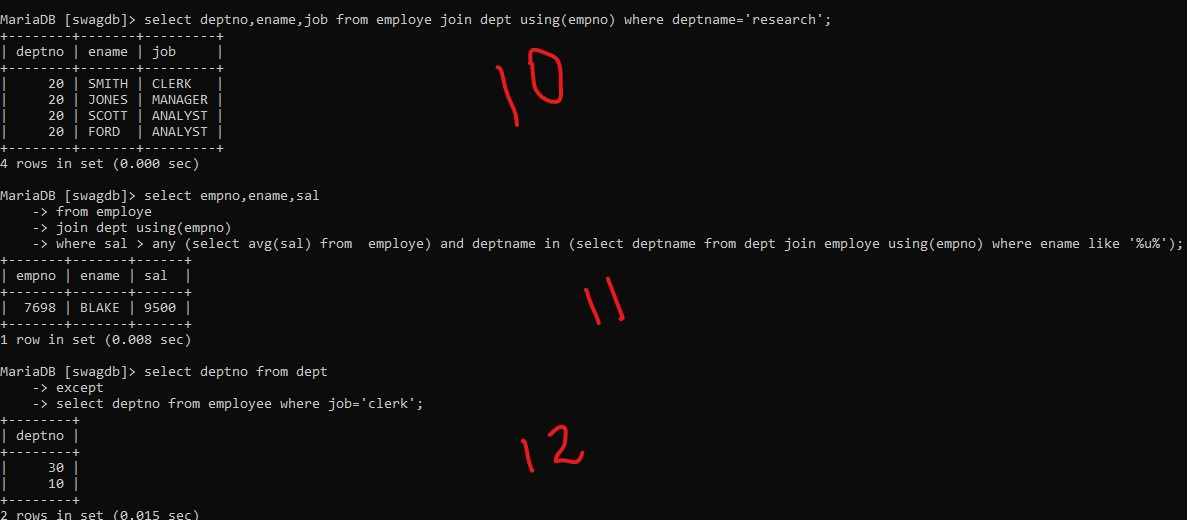 MariaDB [swagdb]> select deptno,ename,job from employe join dept using(empno) where deptname='research';
+--------+-------+---------+
| deptno | ename | job     |
+--------+-------+---------+
|     20 | SMITH | CLERK   |
|     20 | JONES | MANAGER |
|     20 | SCOTT | ANALYST |
|     20 | FORD  | ANALYST |
+--------+-------+---------+
4 rows in set (0.000 sec)
10
MariaDB [swagdb]> select empno,ename,sal
    -> from employe
    -> join dept using(empno)
    -> where sal > any (select avg(sal) from  employe) and deptname in (select deptname from dept join employe using(empno) where ename like '%u%');
+-------+-------+------+
| empno | ename | sal  |
+-------+-------+------+
|  7698 | BLAKE | 9500 |
+-------+-------+------+
1 row in set (0.008 sec)
11
MariaDB [swagdb]> select deptno from dept
    -> except
    -> select deptno from employee where job='clerk';
+--------+
| deptno |
+--------+
|     30 |
|     10 |
+--------+
2 rows in set (0.015 sec)
12